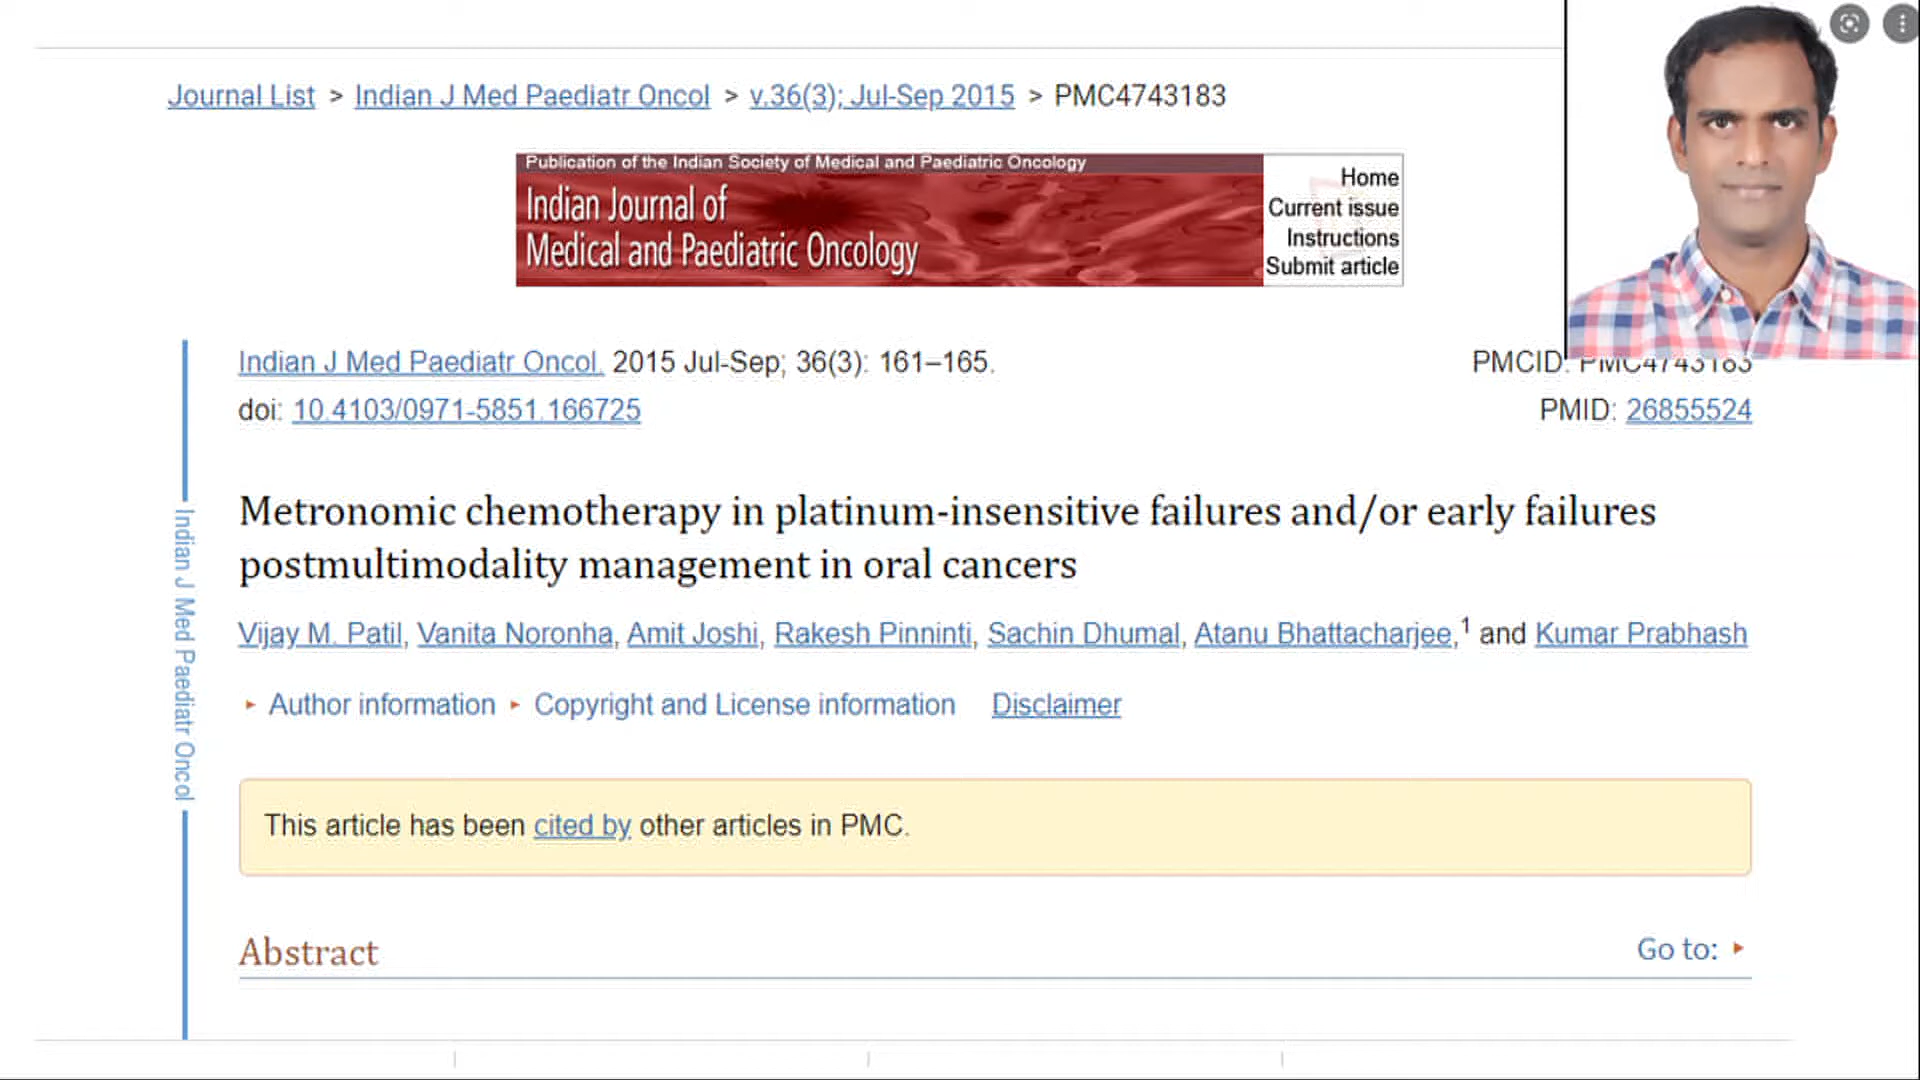 Journal List > Indian J Med Paediatr Oncol > v.36(3); Jul-Sep 2015 > PMC4743183
Publication of the Indian Society of Medical and Paediatric Oncology
Indian Journal of
Medical and Paediatric Oncology
Home
Current issue
Instructions
Submit article
Indian J Med Paediatr Oncol. 2015 Jul-Sep; 36(3): 161–165.
PMCID: PMC4743183
doi: 10.4103/0971-5851.166725
PMID: 26855524
Metronomic chemotherapy in platinum-insensitive failures and/or early failures
postmultimodality management in oral cancers
Vijay M. Patil, Vanita Noronha, Amit Joshi, Rakesh Pinninti, Sachin Dhumal, Atanu Bhattacharjee,1 and Kumar Prabhash
Author information Copyright and License information Disclaimer
This article has been cited by other articles in PMC.
Abstract
Go to:
Indian J Med Paediatr Oncol